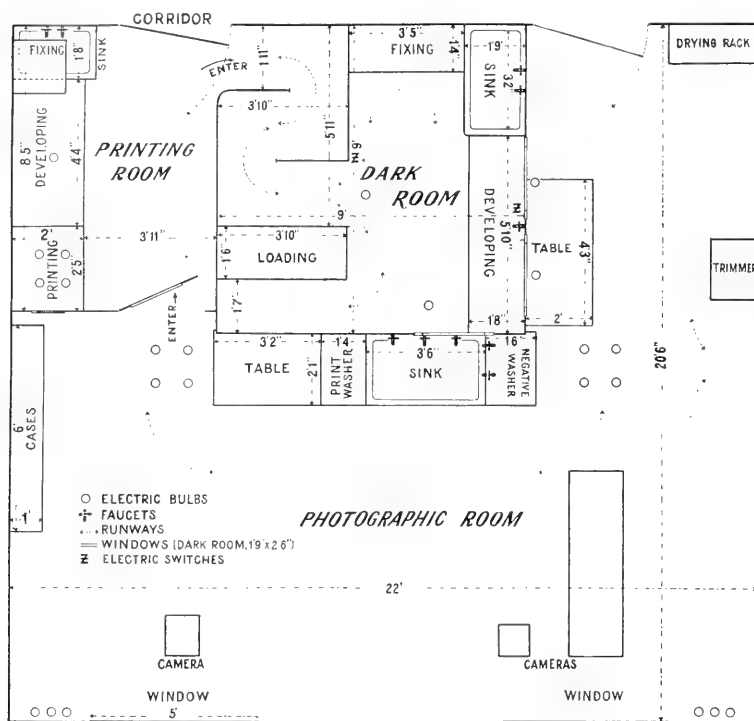 CORRIDOR
FIXING
1'8"
SINK
ENTER
1'11"
3'5"
FIXING
1'4"
1'9"
SINK
3'2"
DRYING RACK
8'5"
DEVELOPING
4'4"
PRINTING
ROOM
3'10"
5'11"
9'
Z
DARK
ROOM
9'
DEVELOPING
5'10"
Z
TABLE
4'3"
2'
TRIMMER
2'
PRINTING
2'5"
3'11"
3'10"
1'6"
LOADING
1'7"
1'8"
ENTER
3'2"
TABLE
2'1"
1'4"
PRINT
WASHER
3'6"
SINK
1'6"
NEGATIVE
WASHER
20'6"
6'
CASES
1'
ELECTRIC BULBS
FAUCETS
RUNWAYS
WINDOWS (DARK ROOM, 1'9"x2'6")
Z ELECTRIC SWITCHES
PHOTOGRAPHIC ROOM
22'
CAMERA
CAMERAS
WINDOW
5'
WINDOW